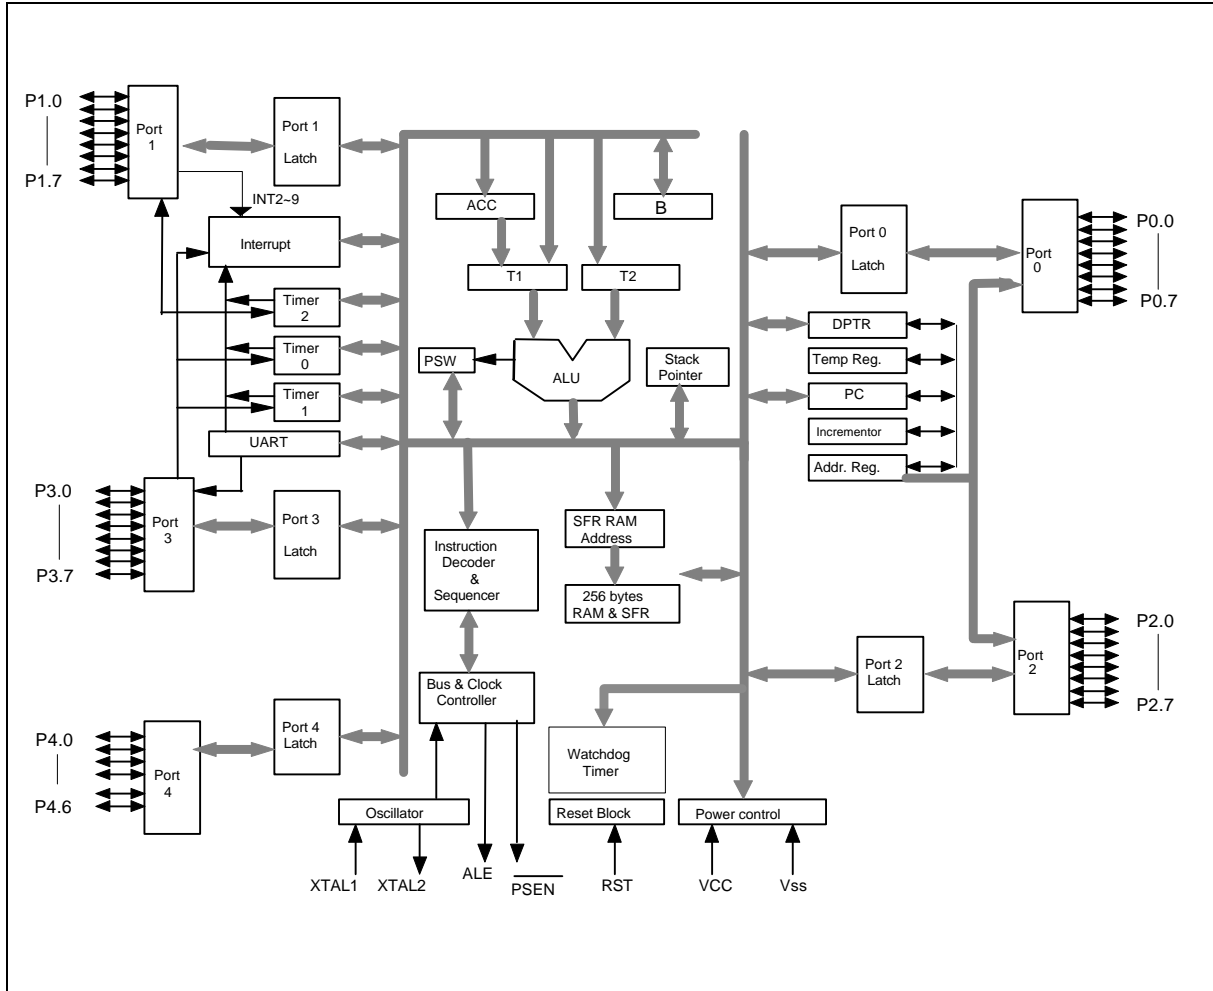 P1.0
P1.7
Port
1
Port 1
Latch
INT2~9
Interrupt
Timer
2
Timer
0
Timer
1
UART
P3.0
P3.7
Port
3
Port 3
Latch
P4.0
P4.6
Port
4
Port 4
Latch
ACC
B
T1
T2
PSW
ALU
Stack
Pointer
Instruction
Decoder
&
Sequencer
SFR RAM
Address
256 bytes
RAM & SFR
Bus & Clock
Controller
Watchdog
Timer
Oscillator
Reset Block
Power control
XTAL1
XTAL2
ALE
PSEN
RST
VCC
Vss
Port 0
Latch
Port
0
P0.0
P0.7
DPTR
Temp Reg.
PC
Incrementor
Addr. Reg.
Port 2
Latch
Port
2
P2.0
P2.7